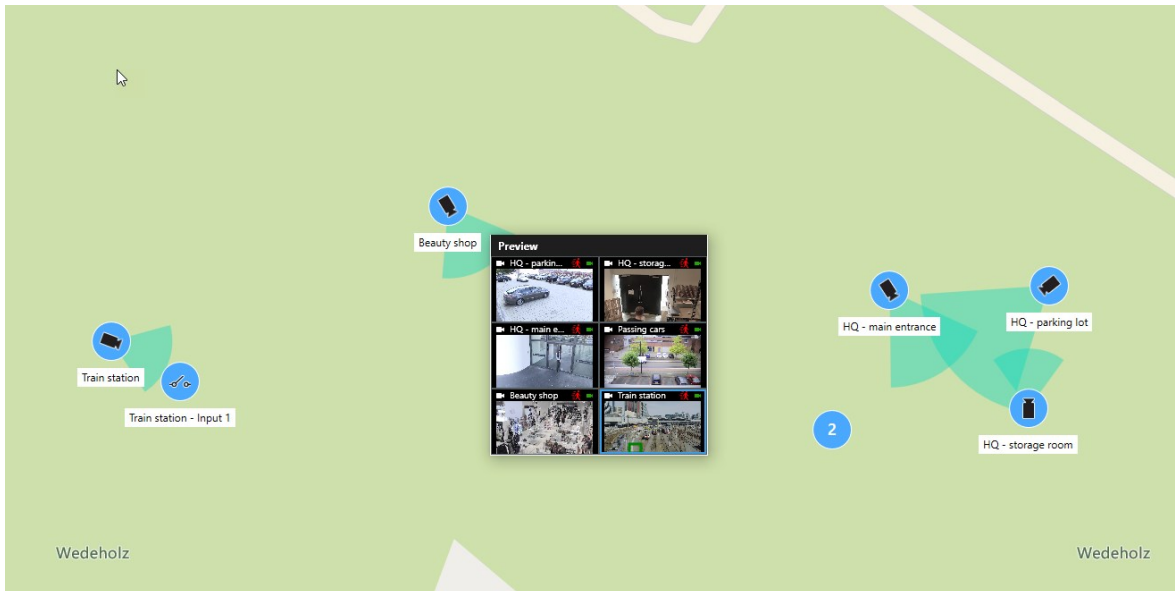 Beauty shop
Preview
HQ - parkin...
HQ - storag...
HQ - main e...
Passing cars
Beauty shop
Train station
HQ - main entrance
HQ - parking lot
Train station
Train station - Input 1
2
HQ - storage room
Wedeholz
Wedeholz